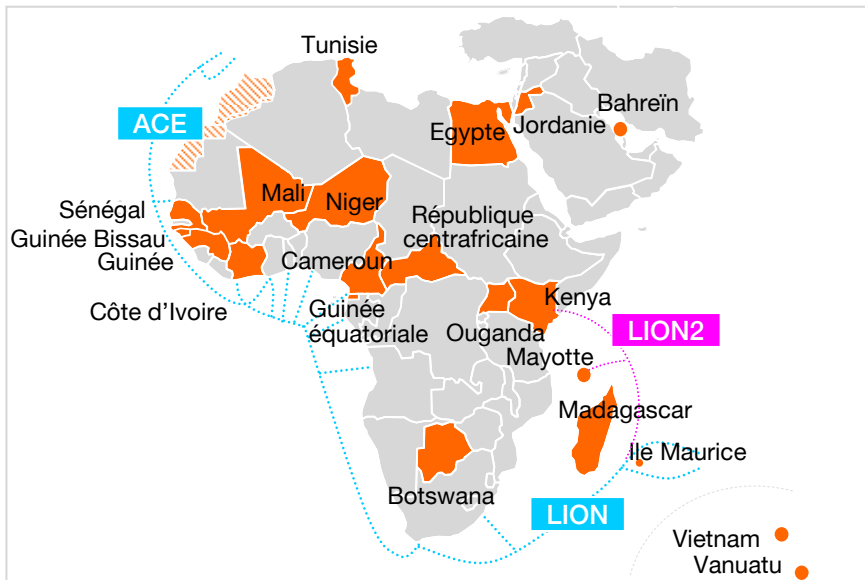 Tunisie
ACE
Bahreïn
Egypte
Jordanie
Mali
Niger
Sénégal
République
centrafricaine
Guinée Bissau
Guinée
Cameroun
Côte d’Ivoire
Guinée
équatoriale
Kenya
Ouganda
LION2
Mayotte
Madagascar
Ile Maurice
Botswana
LION
Vietnam
Vanuatu